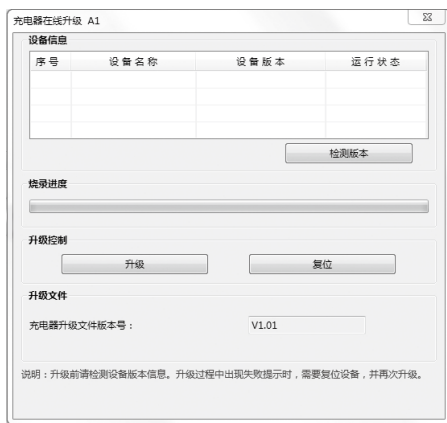 充电器在线升级 A1
设备信息
序号 设备名称 设备版本 运行状态
检测版本
烧录进度
升级控制
升级 复位
升级文件
充电器升级文件版本号： V1.01
说明：升级前请检测设备版本信息。升级过程中出现失败提示时，需要复位设备，并再次升级。